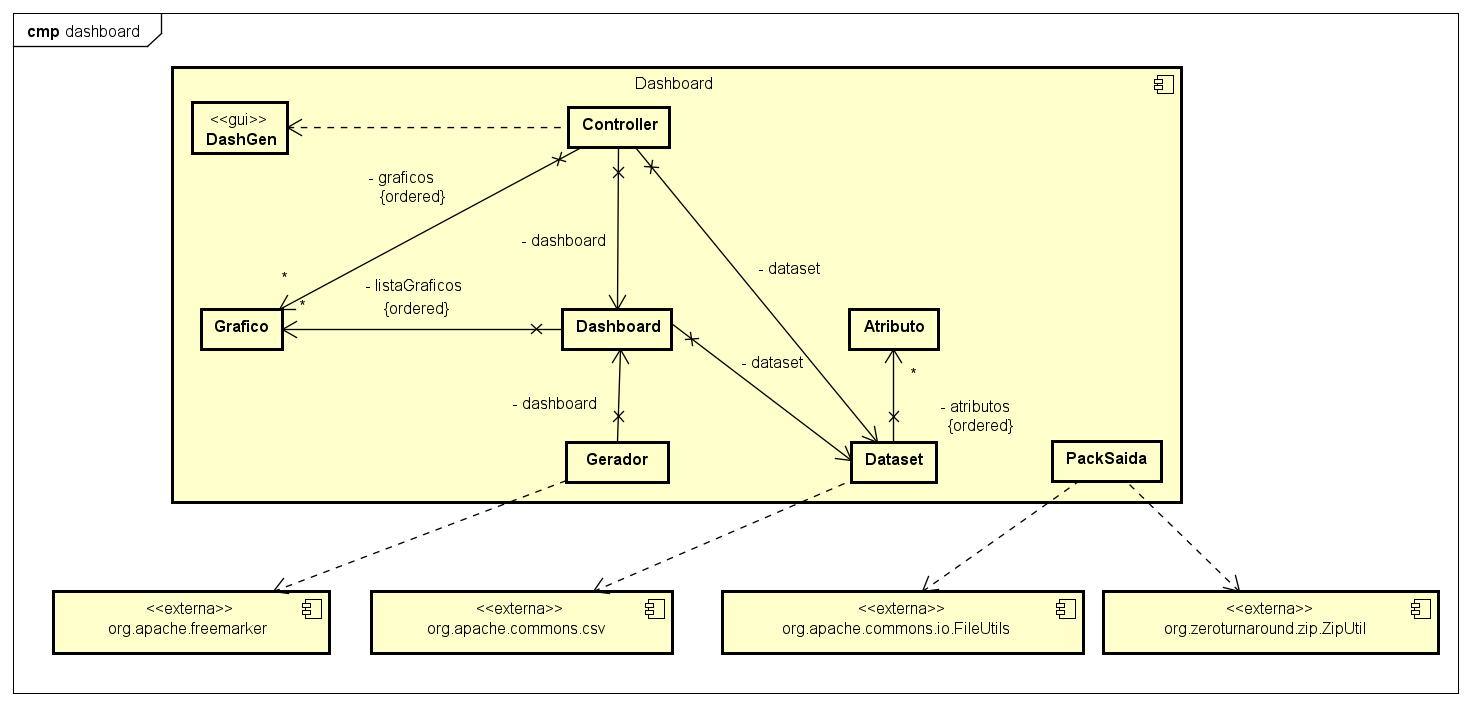 cmp dashboard
Dashboard
<<gui>>
DashGen
Controller
- graficos
{ordered}
- dashboard
- dataset
*
- listaGraficos
*
{ordered}
Grafico
Dashboard
Atributo
- dataset
*
- dashboard
- atributos
{ordered}
Gerador
Dataset
PackSaida
<<externa>>
org.apache.freemarker
<<externa>>
org.apache.commons.csv
<<externa>>
org.apache.commons.io.FileUtils
<<externa>>
org.zeroturnaround.zip.ZipUtil